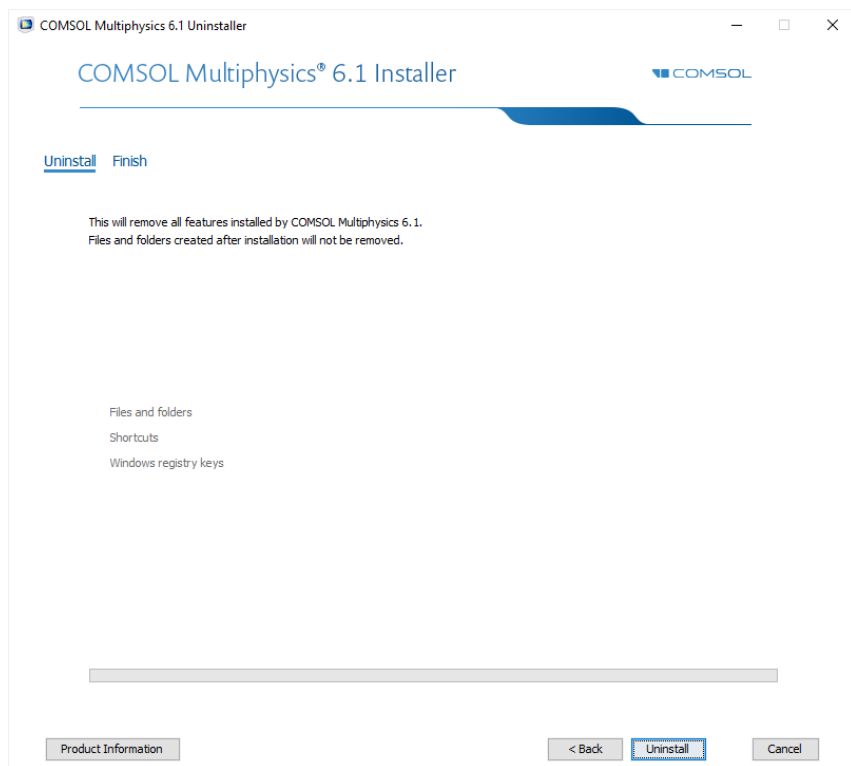 COMSOL Multiphysics 6.1 Uninstaller
COMSOL Multiphysics® 6.1 Installer
COMSOL
Uninstall Finish
This will remove all features installed by COMSOL Multiphysics 6.1.
Files and folders created after installation will not be removed.
Files and folders
Shortcuts
Windows registry keys
Product Information < Back Uninstall Cancel